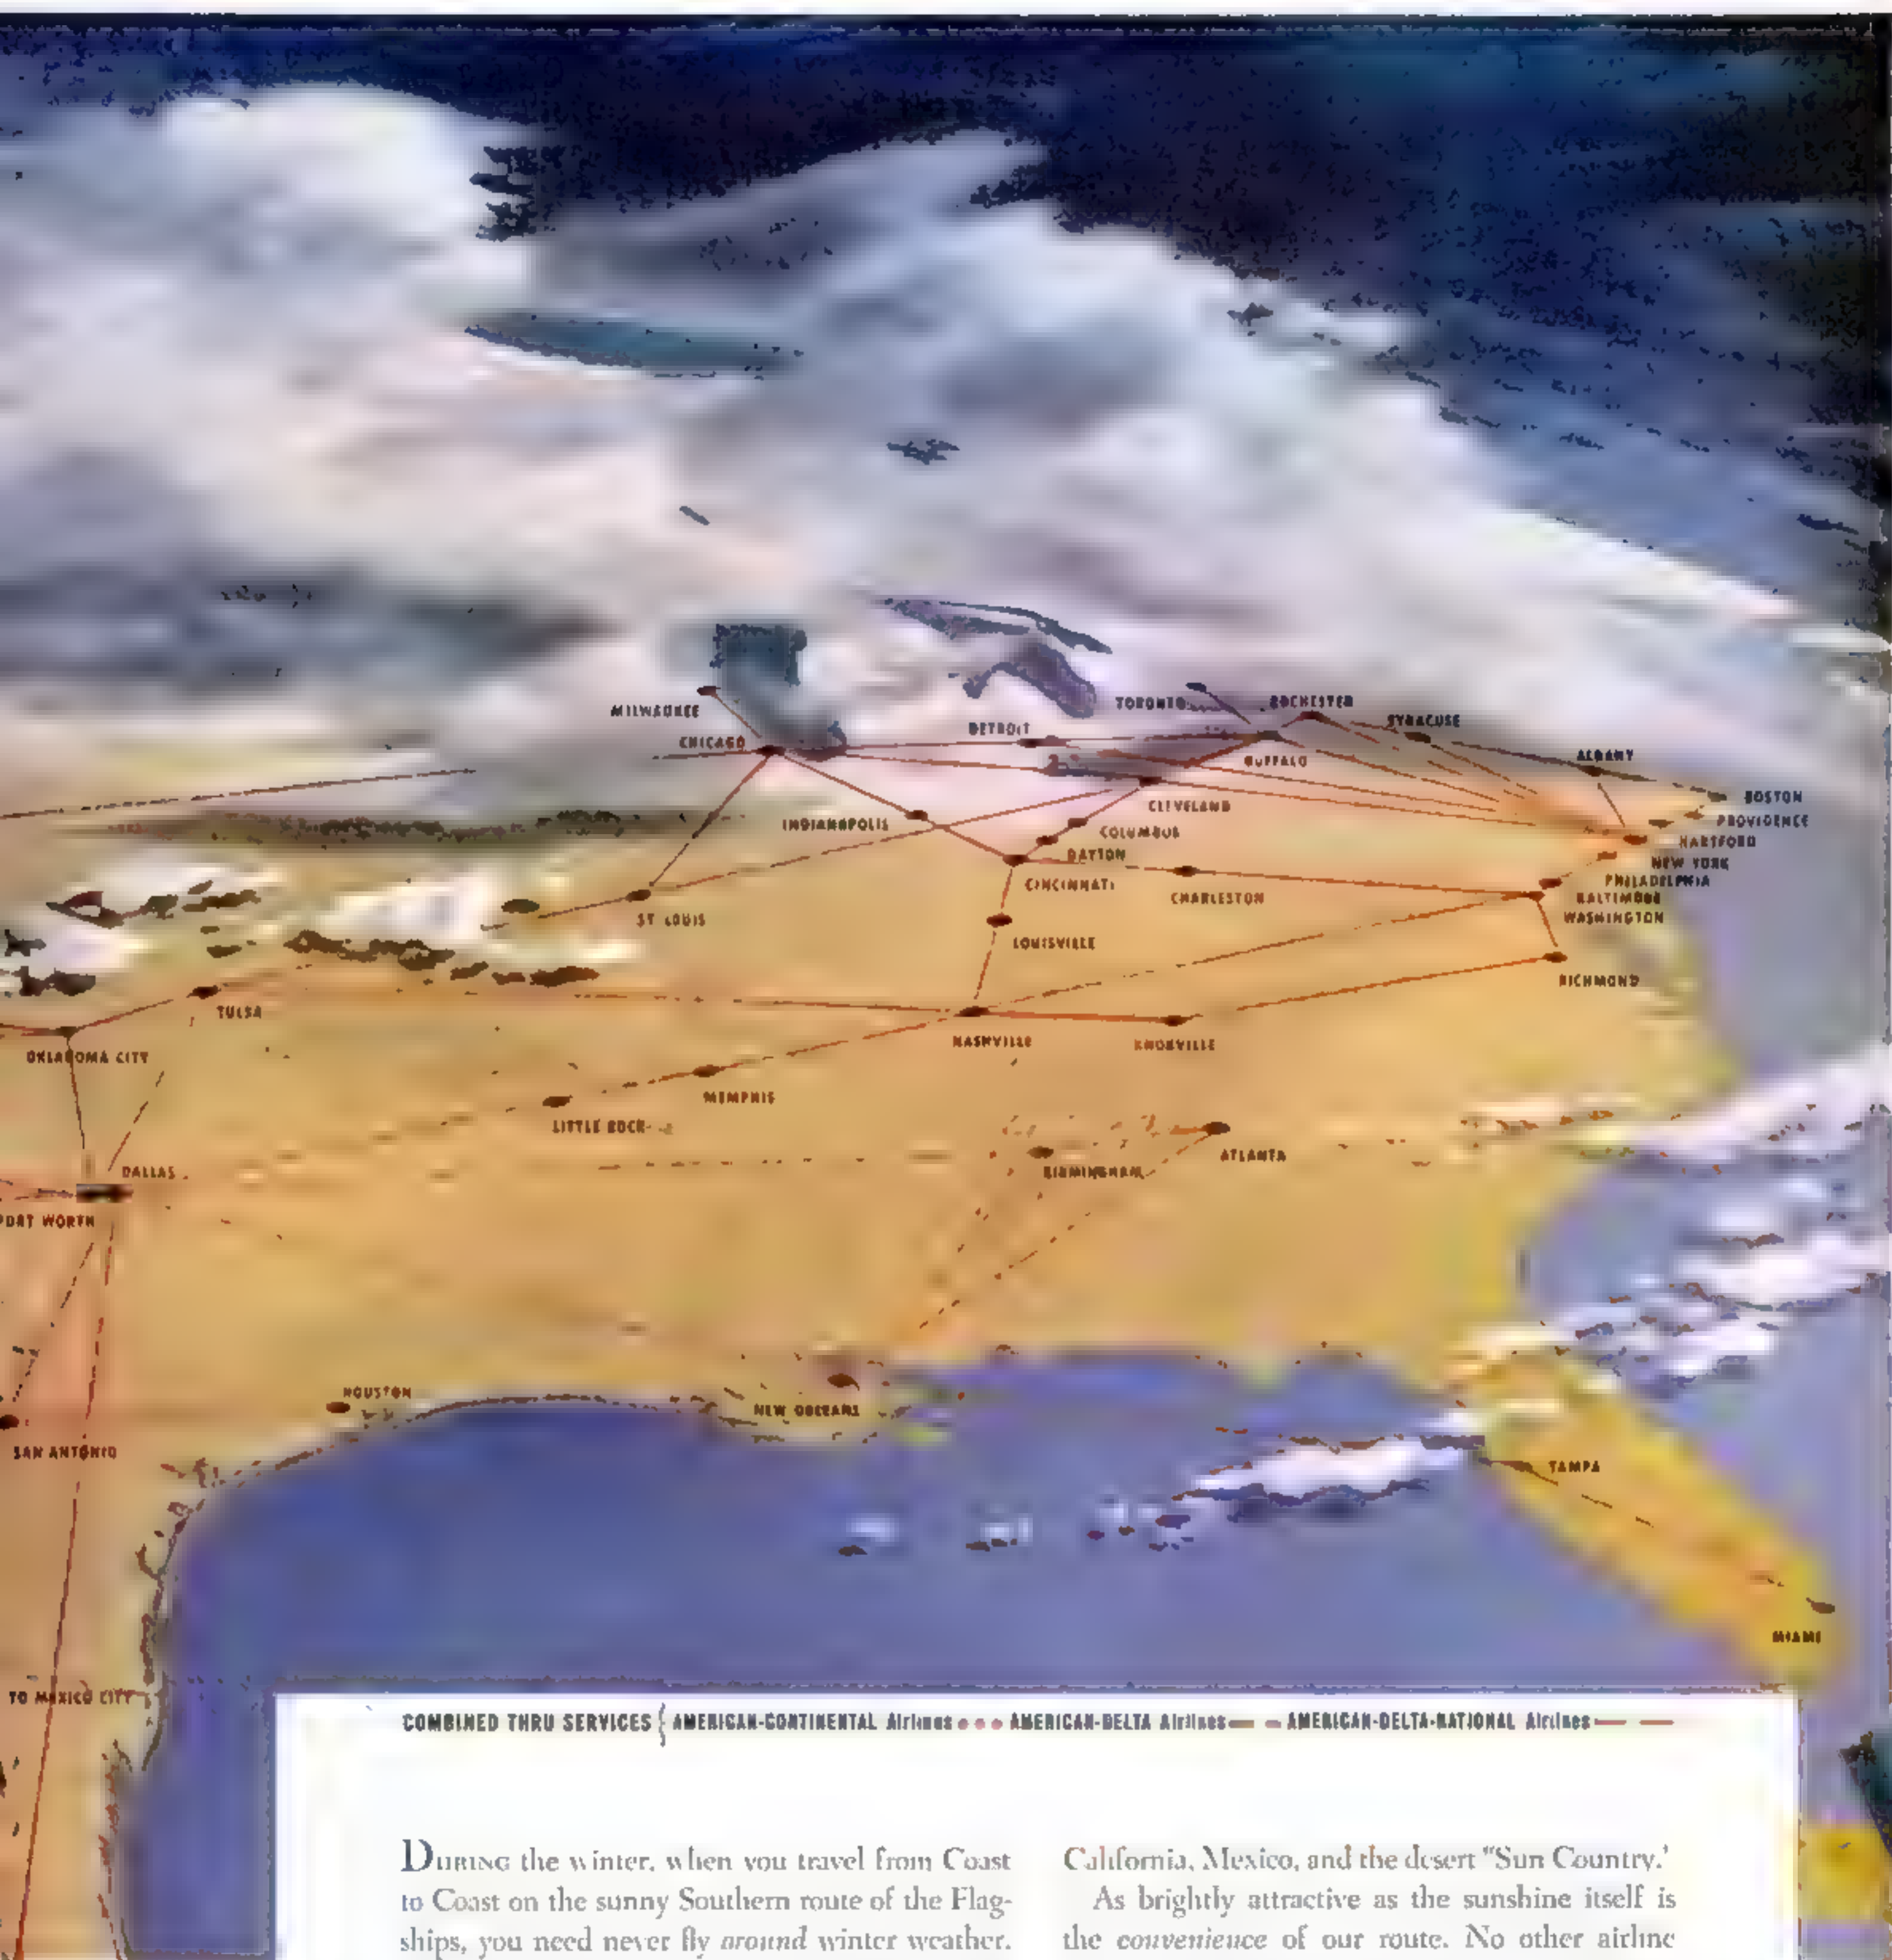 MILWAUKEE
TORONTO
ROCHESTER
DETROIT
SYRACUSE
CHICAGO
ALBANY
BUFFALO
BOSTON
CLEVELAND
PROVIDENCE
INDIANAPOLIS
COLUMBUS
HARTFORD
DAYTON
NEW YORK
CINCINNATI
PHILADELPHIA
CHARLESTON
BALTIMORE
ST LOUIS
WASHINGTON
LOUISVILLE
RICHMOND
TULSA
NASHVILLE
KNOXVILLE
OKLAHOMA CITY
MEMPHIS
LITTLE ROCK
ATLANTA
DALLAS
BIRMINGHAM
FORT WORTH
HOUSTON
NEW ORLEANS
SAN ANTONIO
TAMPA
MIAMI
TO MEXICO CITY
COMBINED THRU SERVICES { AMERICAN-CONTINENTAL Airlines ••• AMERICAN-DELTA Airlines AMERICAN-DELTA-NATIONAL Airlines
DURING the winter, when you travel from Coast
to Coast on the sunny Southern route of the Flag-
ships, you need never fly around winter weather.
California, Mexico, and the desert "Sun Country."
As brightly attractive as the sunshine itself is
the convenience of our route. No other airline